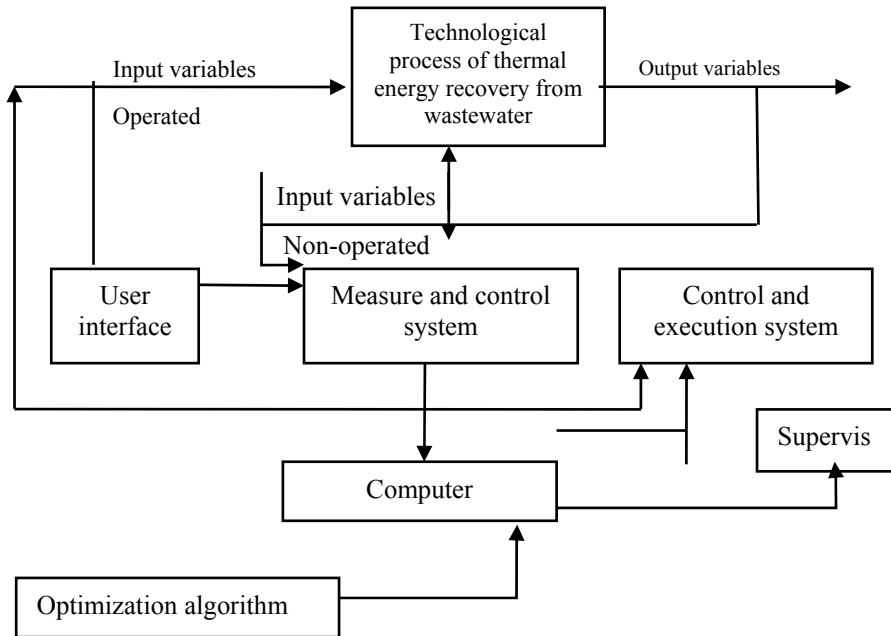 Technological
process of thermal
energy recovery from
wastewater
Input variables
Output variables
Operated
Input variables
Non-operated
User
interface
Measure and control
system
Control and
execution system
Supervis
Computer
Optimization algorithm